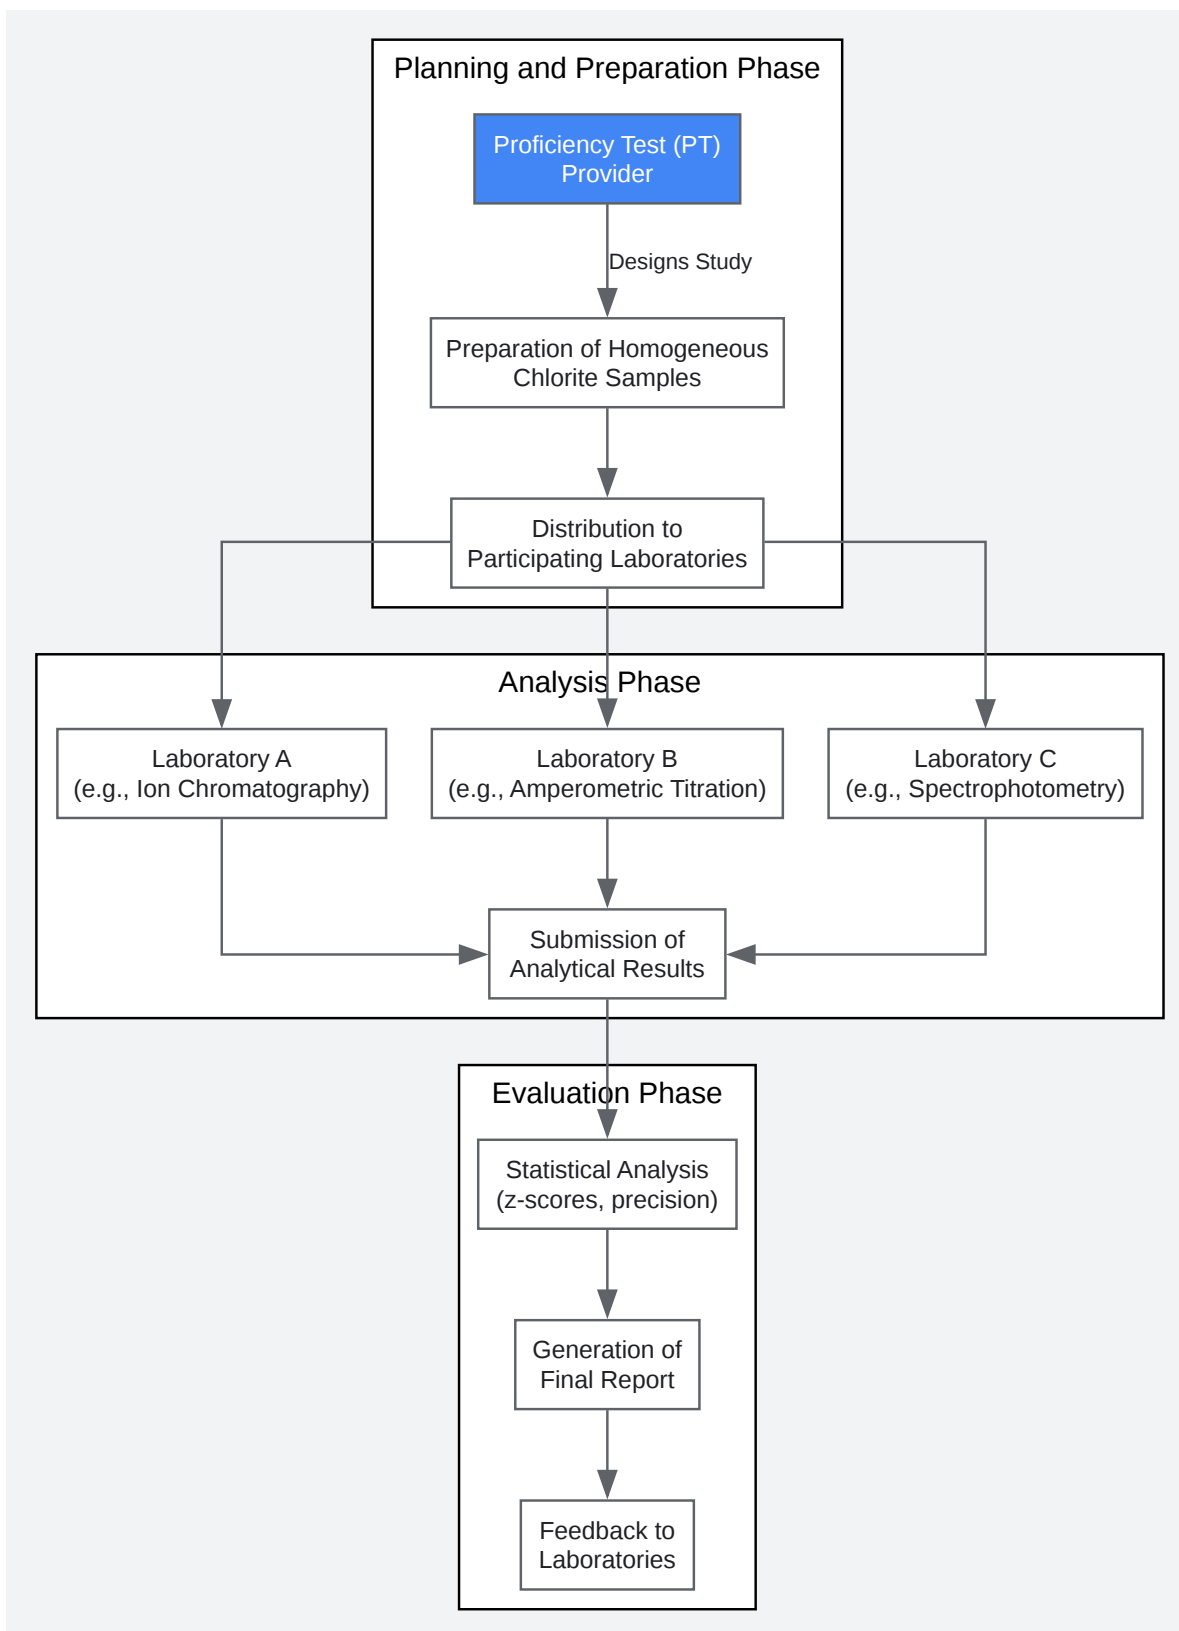 Planning and Preparation Phase
Proficiency Test (PT)
Provider
Designs Study
Preparation of Homogeneous
Chlorite Samples
Distribution to
Participating Laboratories
Analysis Phase
Laboratory A
(e.g., Ion Chromatography)
Laboratory B
(e.g., Amperometric Titration)
Laboratory C
(e.g., Spectrophotometry)
Submission of
Analytical Results
Evaluation Phase
Statistical Analysis
(z-scores, precision)
Generation of
Final Report
Feedback to
Laboratories